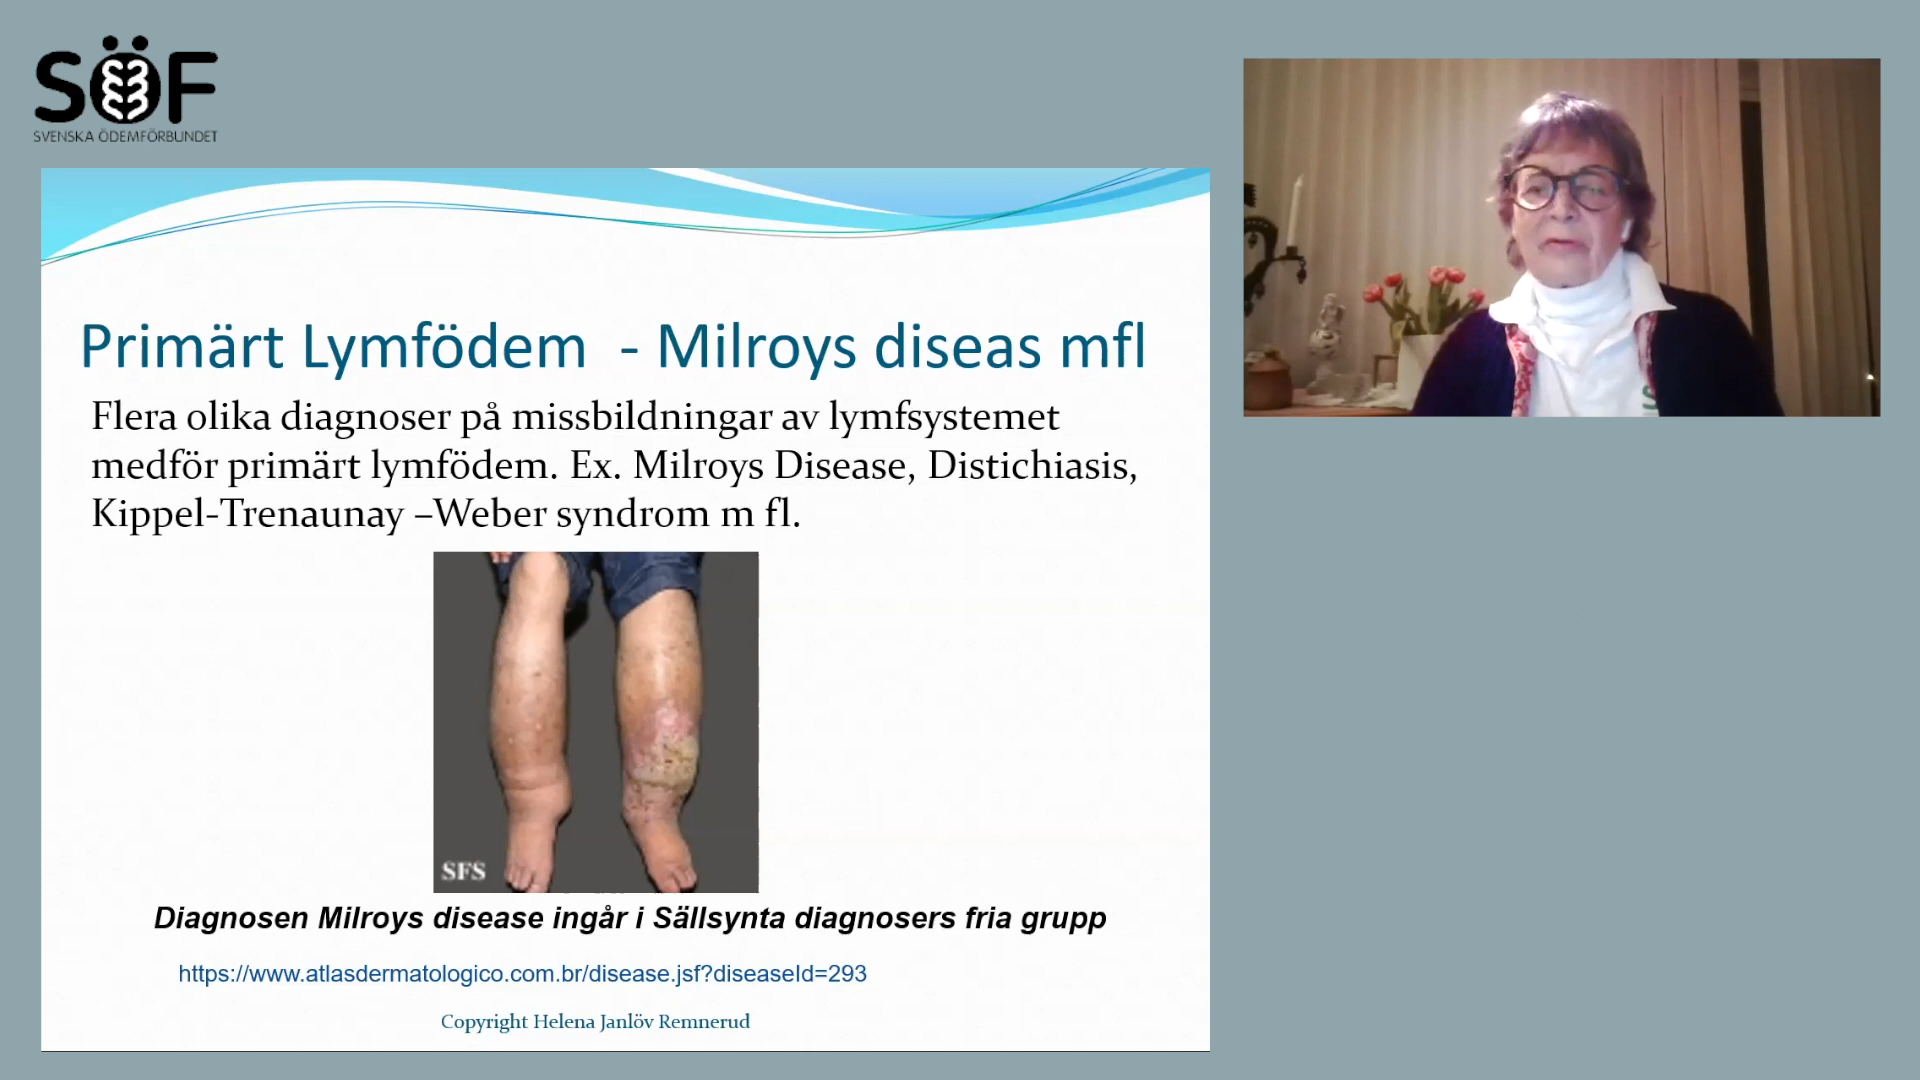 SÖF
SVENSKA ÖDEMFÖRBUNDET
Primärt Lymfödem - Milroys diseas mfl
Flera olika diagnoser på missbildningar av lymfsystemet
medför primärt lymfödem. Ex. Milroys Disease, Distichiasis,
Kippel-Trenaunay –Weber syndrom m fl.
SFS
Diagnosen Milroys disease ingår i Sällsynta diagnosers fria grupp
https://www.atlasdermatologico.com.br/disease.jsf?diseaseId=293
Copyright Helena Janlöv Remnerud